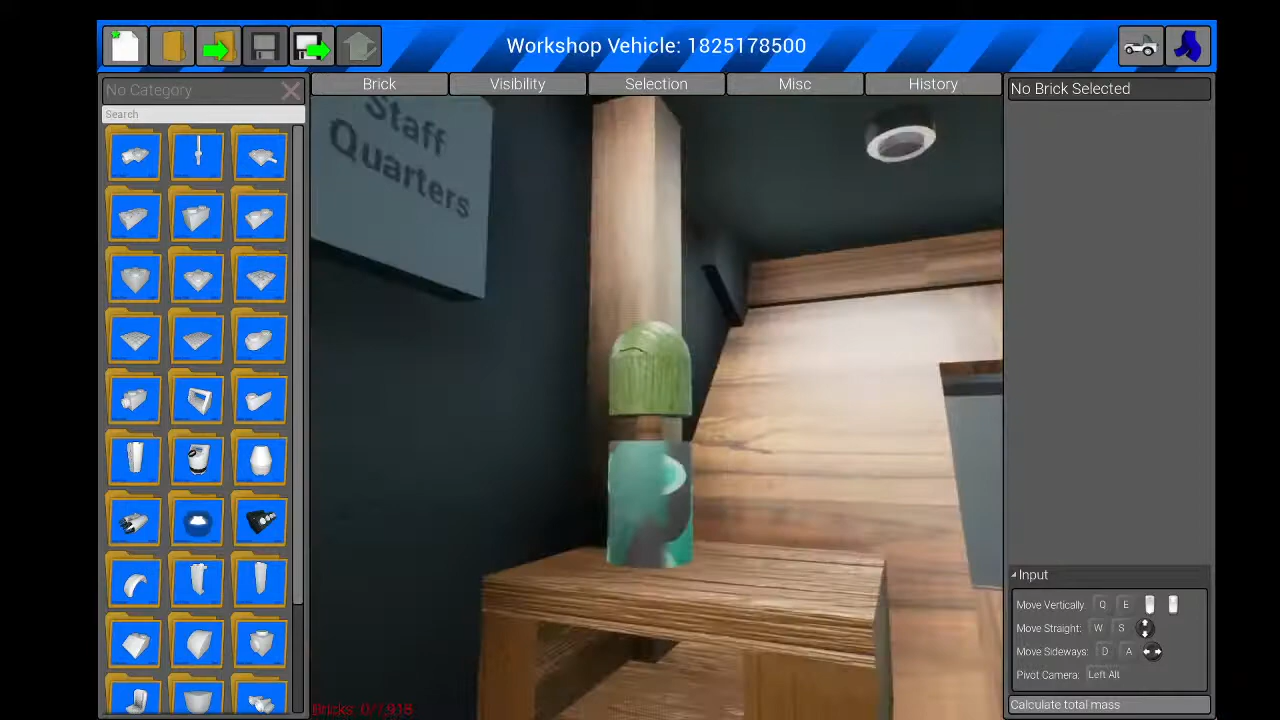 Workshop Vehicle: 1825178500
No Category
Search
Brick
Visibility
Selection
Misc
History
No Brick Selected
Staff
Quarters
Input
Move Vertically: Q E
Move Straight: W S
Move Sideways: D A
Pivot Camera: Left Alt
Calculate total mass